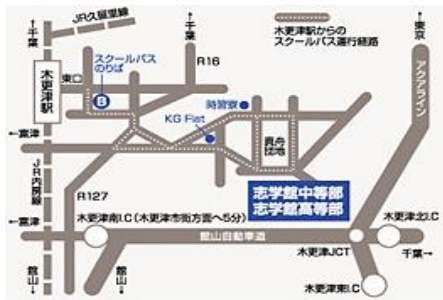 JR久留里線
↑千葉
↑千葉
木更津駅からの
スクールバス運行経路
↑東京
スクールバス
のりば
R16
アクアライン
木更津駅
東口
B
時習寮
KG Flat
真舟
団地
←富津
JR内房線
志学館中等部
志学館高等部
R127
←富津
木更津南I.C(木更津市街方面へ5分)
木更津北I.C
館山自動車道
千葉→
木更津JCT
館山↓
館山↓
木更津東I.C